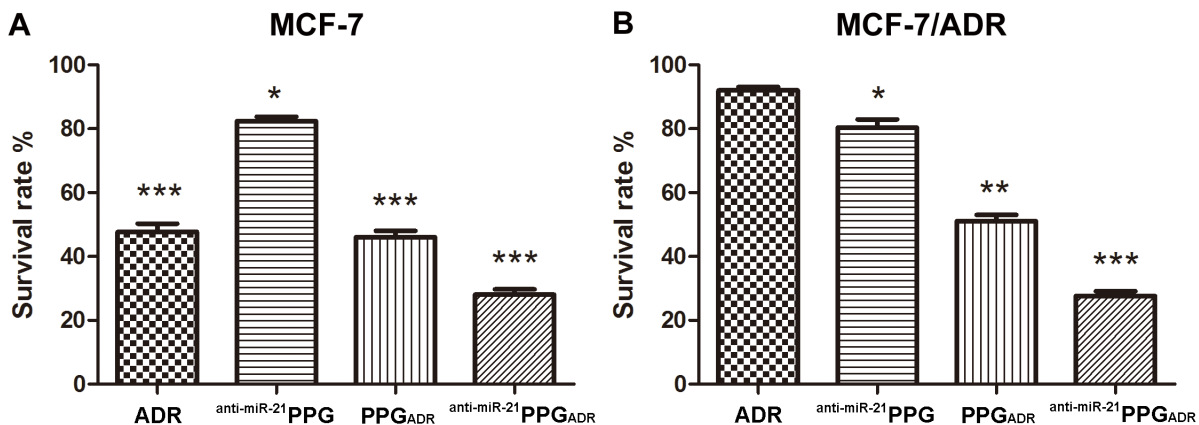 A MCF-7
Survival rate %
100
80
60
40
20
0
***
*
***
***
ADR
anti-miR-21PPG
PPGADR
anti-miR-21PPGADR
B MCF-7/ADR
Survival rate %
100
80
60
40
20
0
*
**
***
ADR
anti-miR-21PPG
PPGADR
anti-miR-21PPGADR